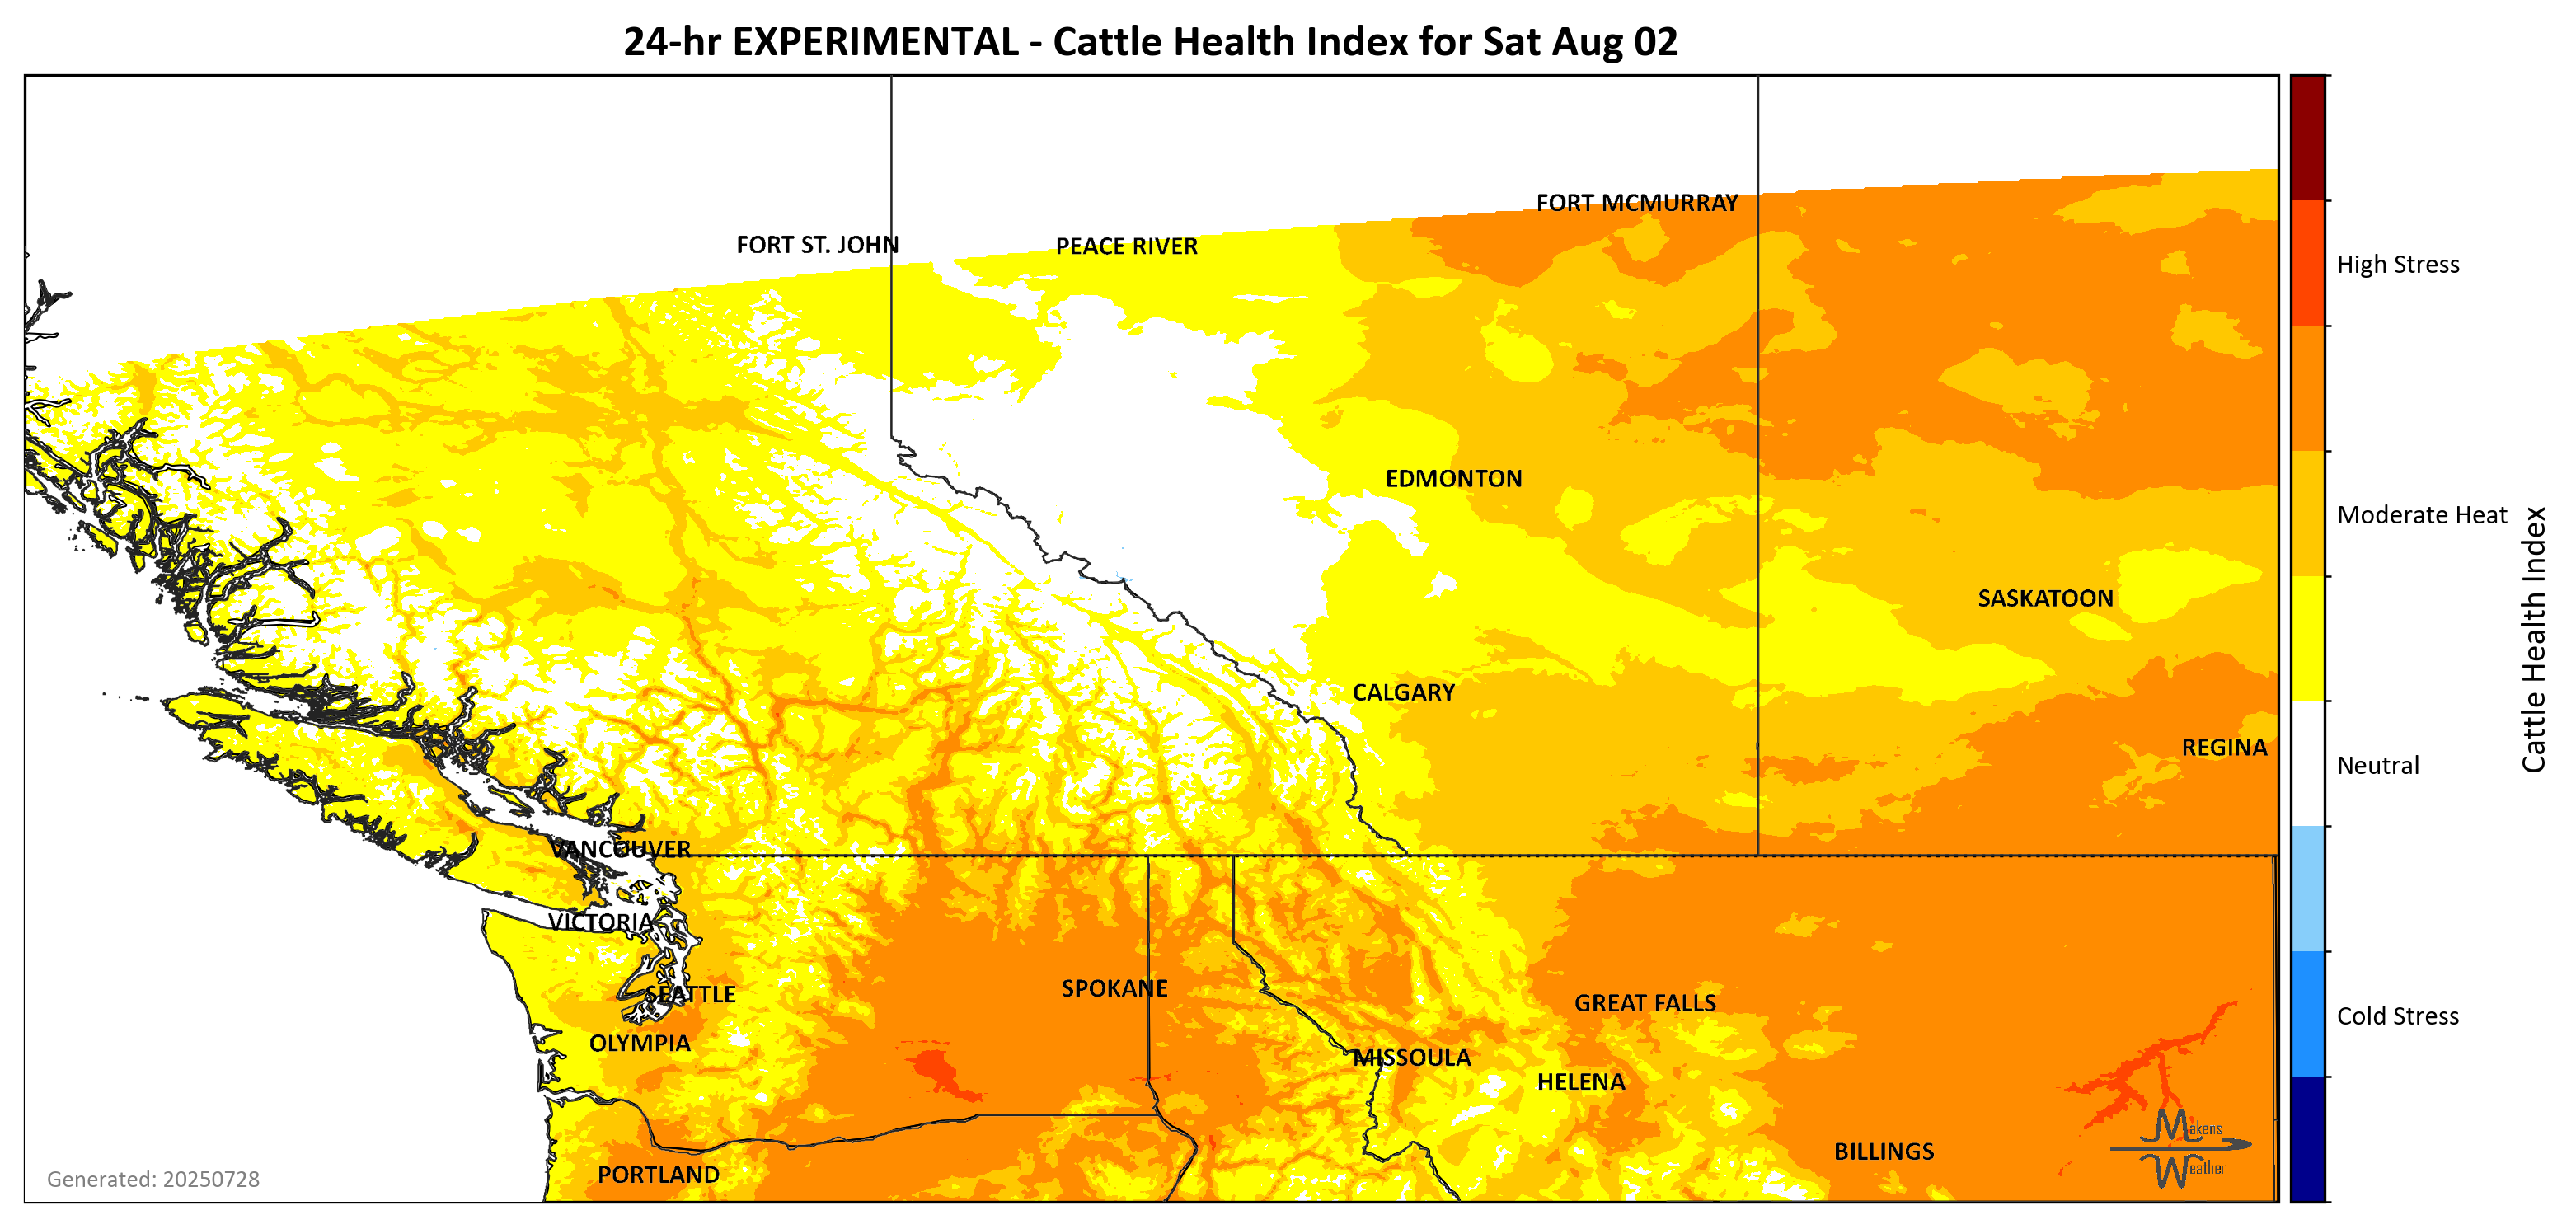 24-hr EXPERIMENTAL - Cattle Health Index for Sat Aug 02
FORT MCMURRAY
FORT ST. JOHN
PEACE RIVER
High Stress
EDMONTON
Moderate Heat
SASKATOON
Cattle Health Index
CALGARY
REGINA
Neutral
VANCOUVER
VICTORIA
SPOKANE
SEATTLE
GREAT FALLS
Cold Stress
OLYMPIA
MISSOULA
HELENA
Makens
Weather
BILLINGS
PORTLAND
Generated: 20250728